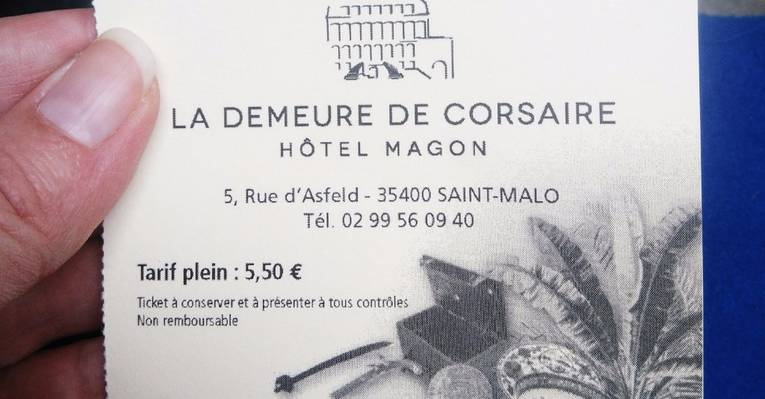 LA DEMEURE DE CORSAIRE
HÔTEL MAGON
5, Rue d'Asfeld - 35400 SAINT-MALO
Tél. 02 99 56 09 40
Tarif plein : 5,50 €
Ticket à conserver et à présenter à tous contrôles
Non remboursable